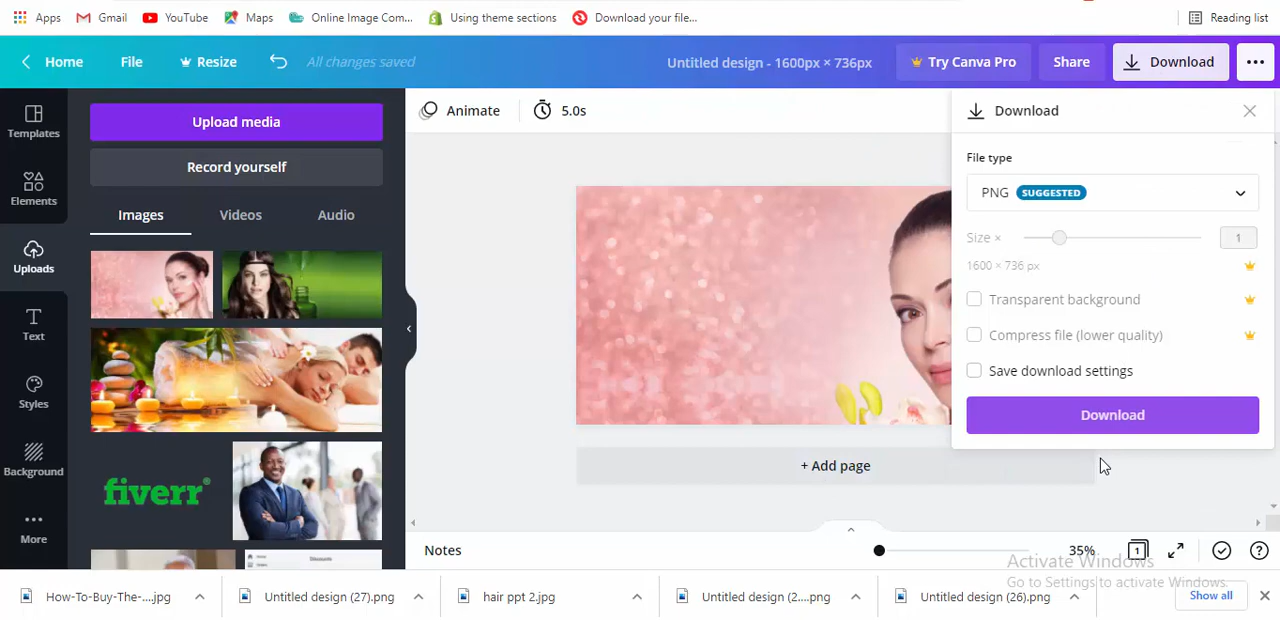 Apps Gmail YouTube Maps Online Image Com... Using theme sections Download your file... Reading list
Home File Resize All changes saved Untitled design - 1600px × 736px Try Canva Pro Share Download
Templates
Elements
Uploads
Text
Styles
Background
More
Upload media
Record yourself
Images Videos Audio
fiverr
Animate 5.0s
+ Add page
Download
File type
PNG SUGGESTED
Size × 1
1600 × 736 px
Transparent background
Compress file (lower quality)
Save download settings
Download
Notes 35% 1
Activate Windows
Go to Settings to activate Windows.
How-To-Buy-The-....jpg Untitled design (27).png hair ppt 2.jpg Untitled design (2....png Untitled design (26).png Show all